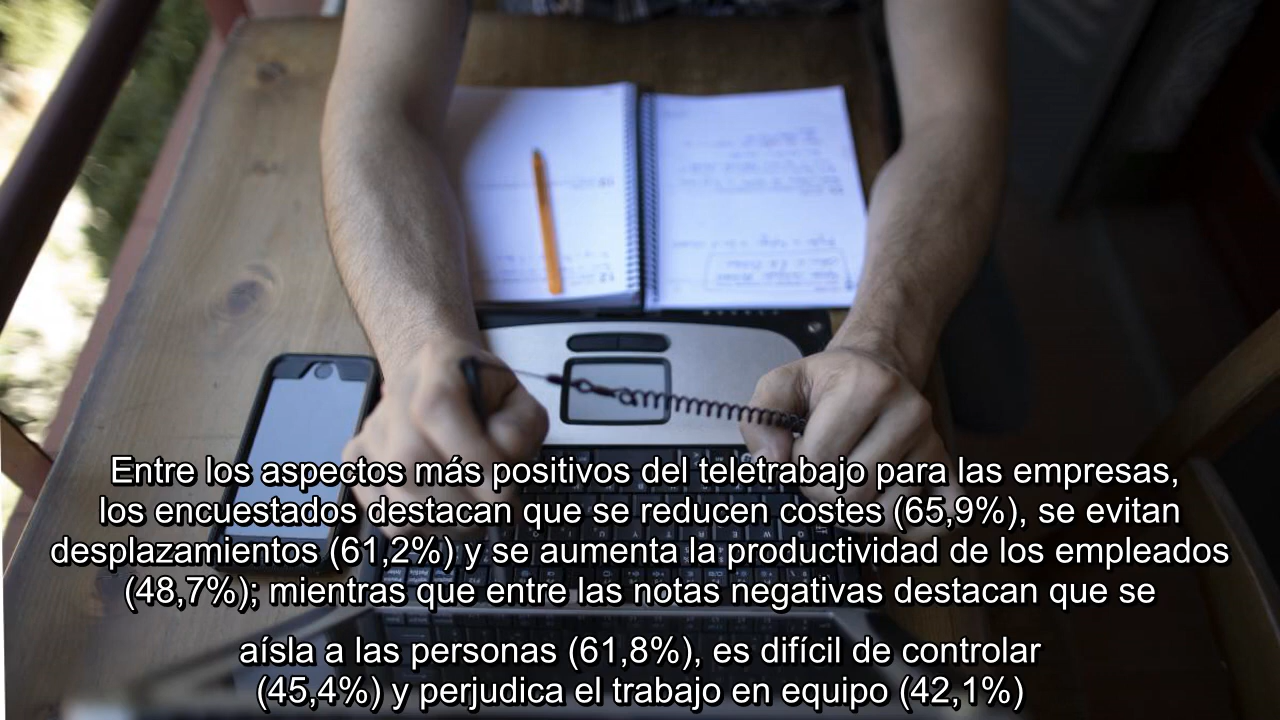 Entre los aspectos más positivos del teletrabajo para las empresas,
los encuestados destacan que se reducen costes (65,9%), se evitan
desplazamientos (61,2%) y se aumenta la productividad de los empleados
(48,7%); mientras que entre las notas negativas destacan que se
aísla a las personas (61,8%), es difícil de controlar
(45,4%) y perjudica el trabajo en equipo (42,1%)